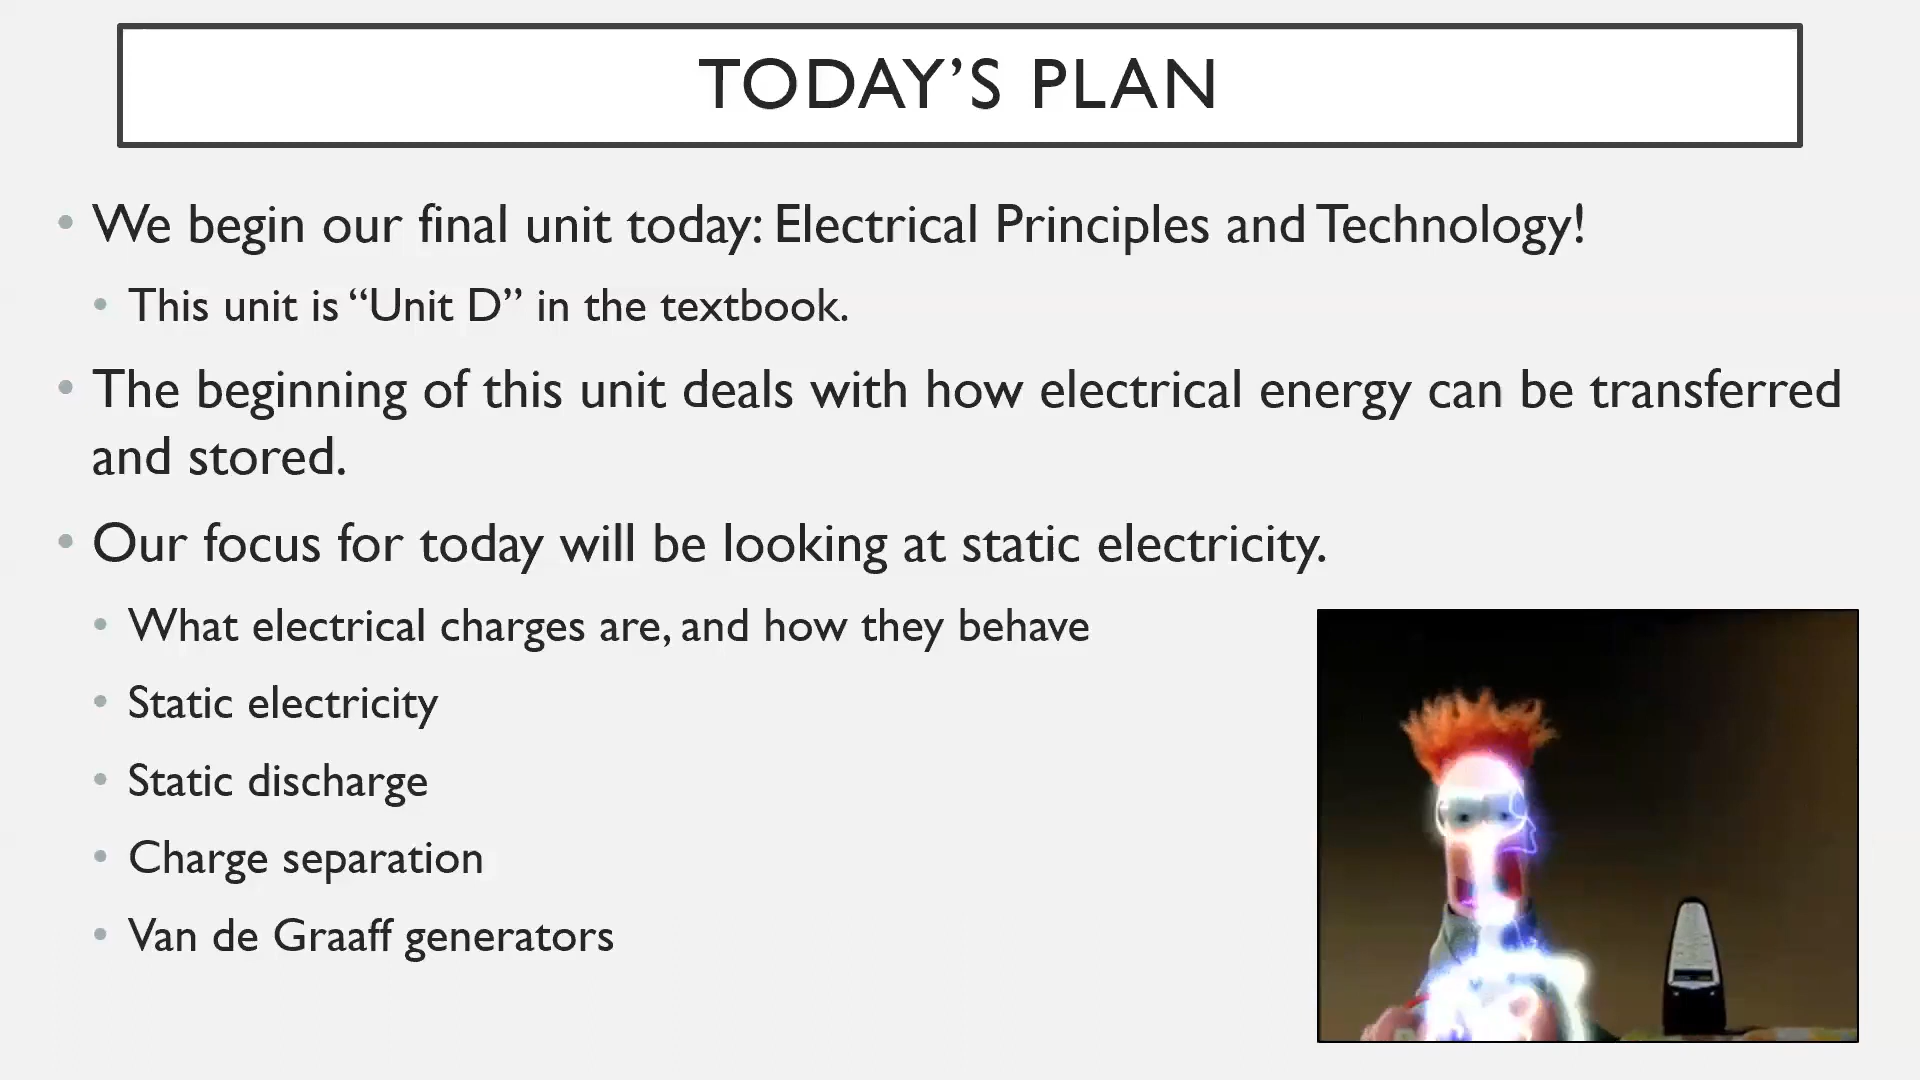 TODAY’S PLAN
We begin our final unit today: Electrical Principles and Technology!
This unit is “Unit D” in the textbook.
The beginning of this unit deals with how electrical energy can be transferred
and stored.
Our focus for today will be looking at static electricity.
What electrical charges are, and how they behave
Static electricity
Static discharge
Charge separation
Van de Graaff generators